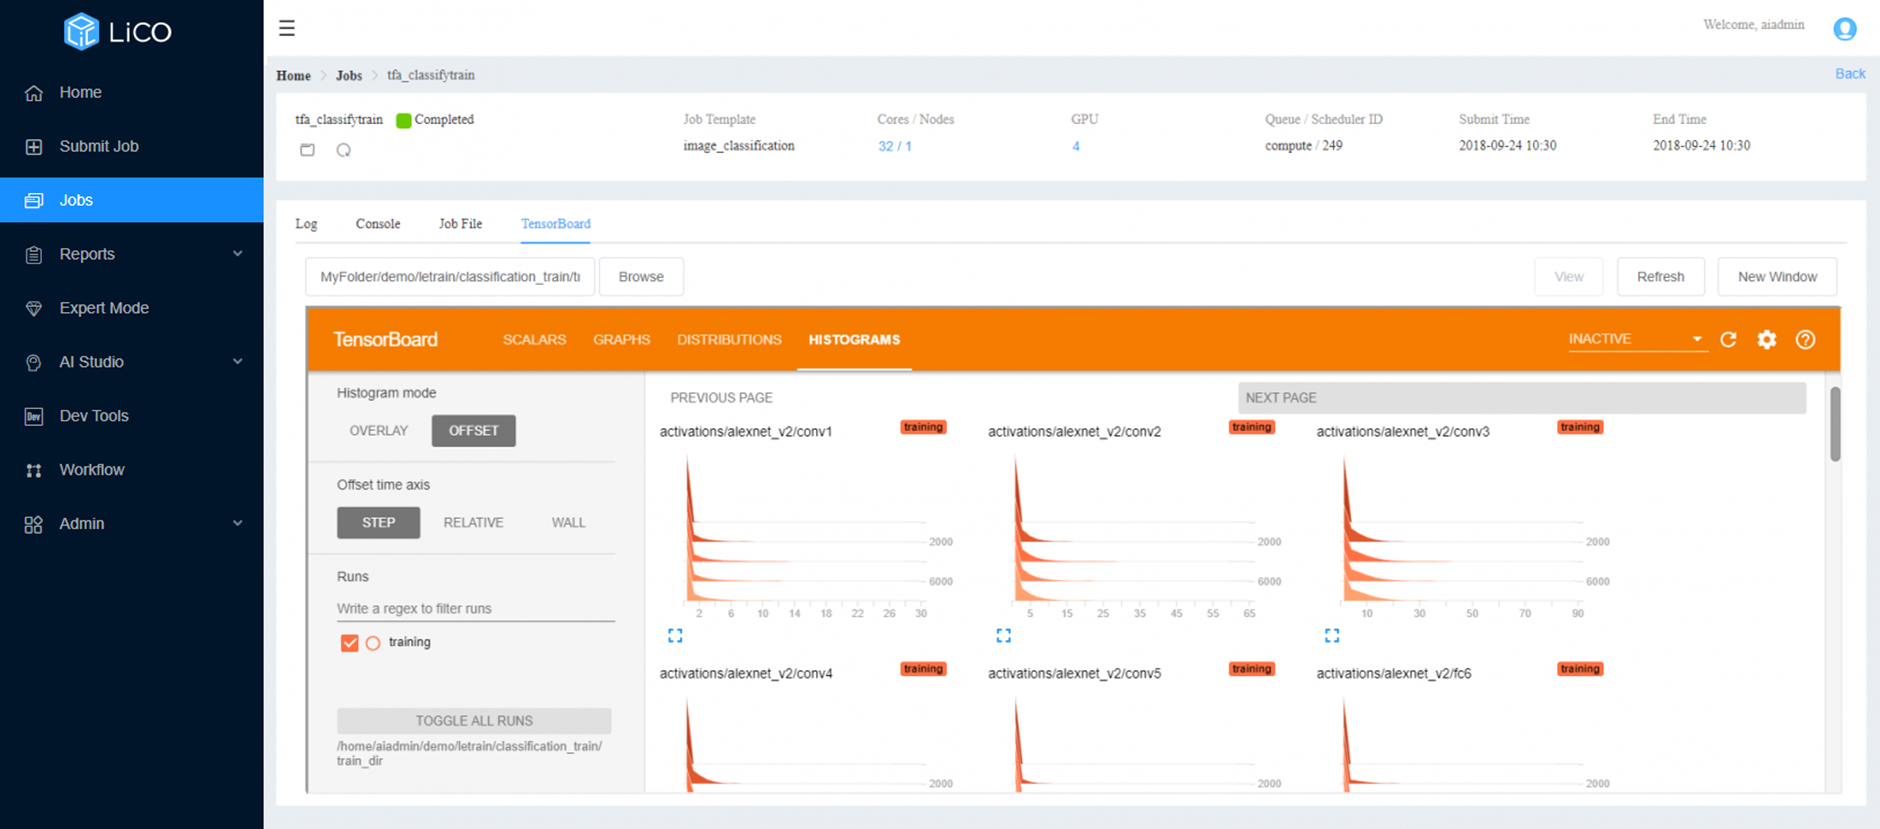 LiCO
Welcome, aiadmin
Home
Submit Job
Jobs
Reports
Expert Mode
AI Studio
Dev
Dev Tools
Workflow
Admin
Home > Jobs > tfa_classifytrain
Back
tfa_classifytrain Completed
Job Template
image_classification
Cores / Nodes
32 / 1
GPU
4
Queue / Scheduler ID
compute / 249
Submit Time
2018-09-24 10:30
End Time
2018-09-24 10:30
Log Console Job File TensorBoard
MyFolder/demo/letrain/classification_train/tr Browse View Refresh New Window
TensorBoard SCALARS GRAPHS DISTRIBUTIONS HISTOGRAMS INACTIVE
Histogram mode
OVERLAY OFFSET
Offset time axis
STEP RELATIVE WALL
Runs
Write a regex to filter runs
training
TOGGLE ALL RUNS
/home/aiadmin/demo/letrain/classification_train/
train_dir
PREVIOUS PAGE NEXT PAGE
activations/alexnet_v2/conv1 training
2000
6000
2 6 10 14 18 22 26 30
activations/alexnet_v2/conv2 training
2000
6000
5 15 25 35 45 55 65
activations/alexnet_v2/conv3 training
2000
6000
10 30 50 70 90
activations/alexnet_v2/conv4 training
2000
activations/alexnet_v2/conv5 training
2000
activations/alexnet_v2/fc6 training
2000